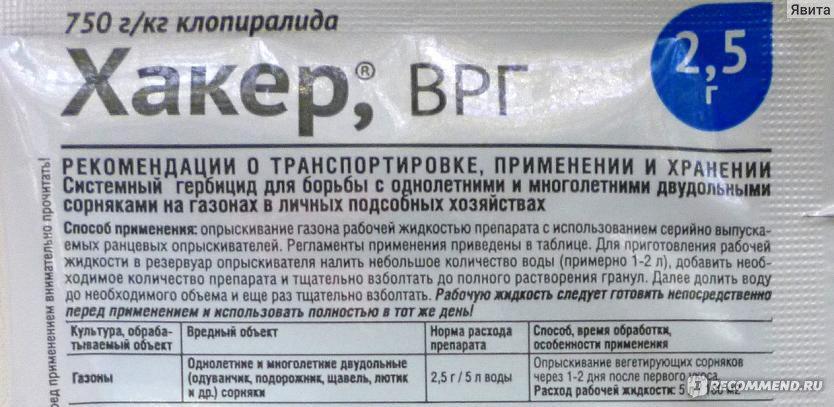 Явита
750 г/кг клопиралида
Хакер,® ВРГ
2,5
г
РЕКОМЕНДАЦИИ О ТРАНСПОРТИРОВКЕ, ПРИМЕНЕНИИ И ХРАНЕНИИ
Системный гербицид для борьбы с однолетними и многолетними двудольными
сорняками на газонах в личных подсобных хозяйствах
Способ применения: опрыскивание газона рабочей жидкостью препарата с использованием серийно выпуска-
емых ранцевых опрыскивателей. Регламенты применения приведены в таблице. Для приготовления рабочей
жидкости в резервуар опрыскивателя налить небольшое количество воды (примерно 1-2 л), добавить необ-
ходимое количество препарата и тщательно взболтать до полного растворения гранул. Далее долить воду
до необходимого объема и еще раз тщательно взболтать. Рабочую жидкость следует готовить непосредственно
перед применением и использовать полностью в тот же день!
Культура, обраба-
тываемый объект
Вредный объект
Норма расхода
препарата
Способ, время обработки,
особенности применения
Газоны
Однолетние и многолетние двудольные
(одуванчик, подорожник, щавель, лютик
и др.) сорняки
2,5 г / 5 л воды
Опрыскивание вегетирующих сорняков
через 1-2 дня после первого укоса.
Расход рабочей жидкости: 5 м2
ред применением внимательно прочитать!
RECOMMEND.RU